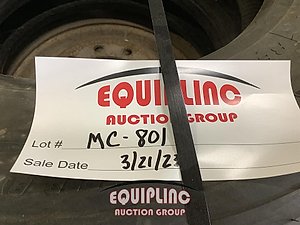 EQUIPLINC
AUCTION GROUP
Lot # MC-801
Sale Date 3/21/23
EQUIPLINC
AUCTION GROUP